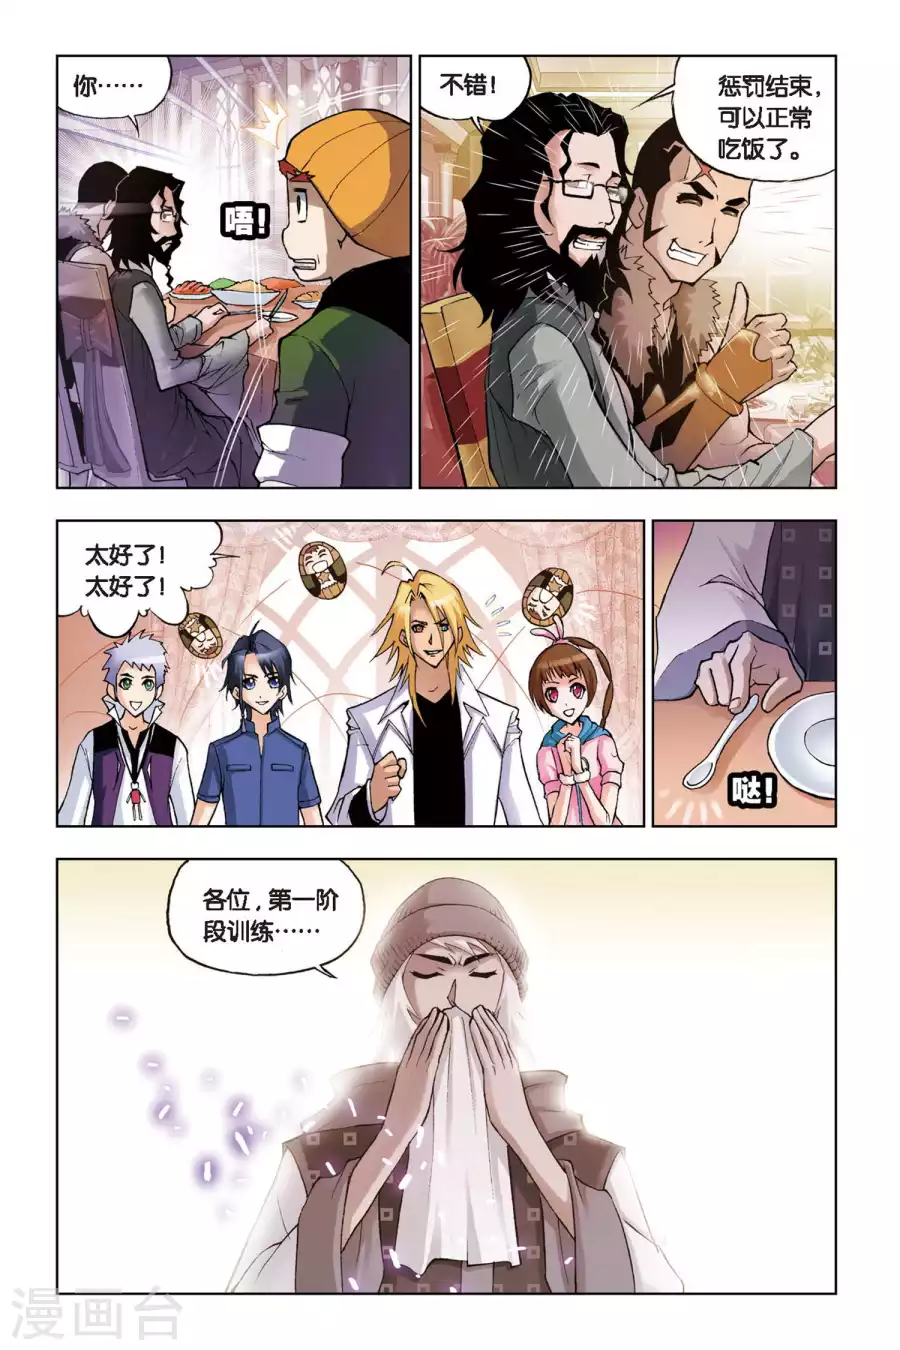 你……
唔！
不错！
惩罚结束，
可以正常
吃饭了。
太好了！
太好了！
哒！
各位，第一阶
段训练……
漫画台